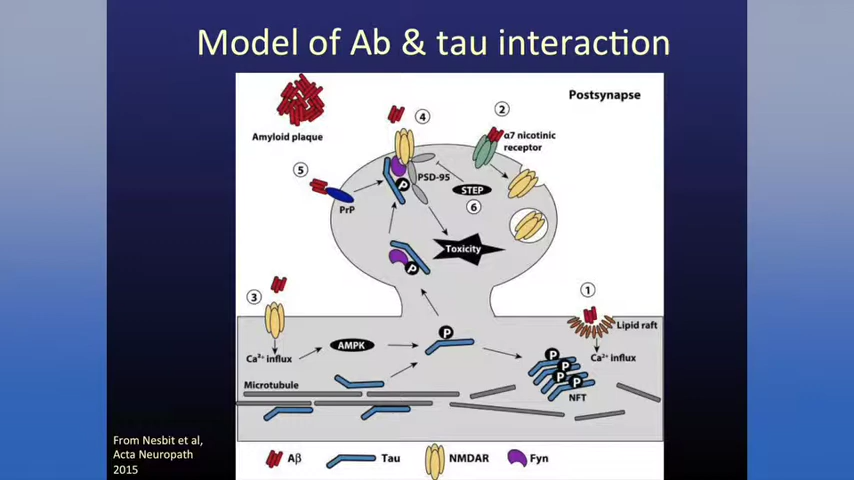 Model of Ab & tau interaction
Postsynapse
Amyloid plaque
4
2
α7 nicotinic
receptor
5
PrP
P
PSD-95
STEP
6
Toxicity
P
3
1
Lipid raft
Ca²⁺ influx
AMPK
P
Ca²⁺ influx
Microtubule
P
P
P
P
NFT
From Nesbit et al,
Acta Neuropath
2015
Aβ
Tau
NMDAR
Fyn